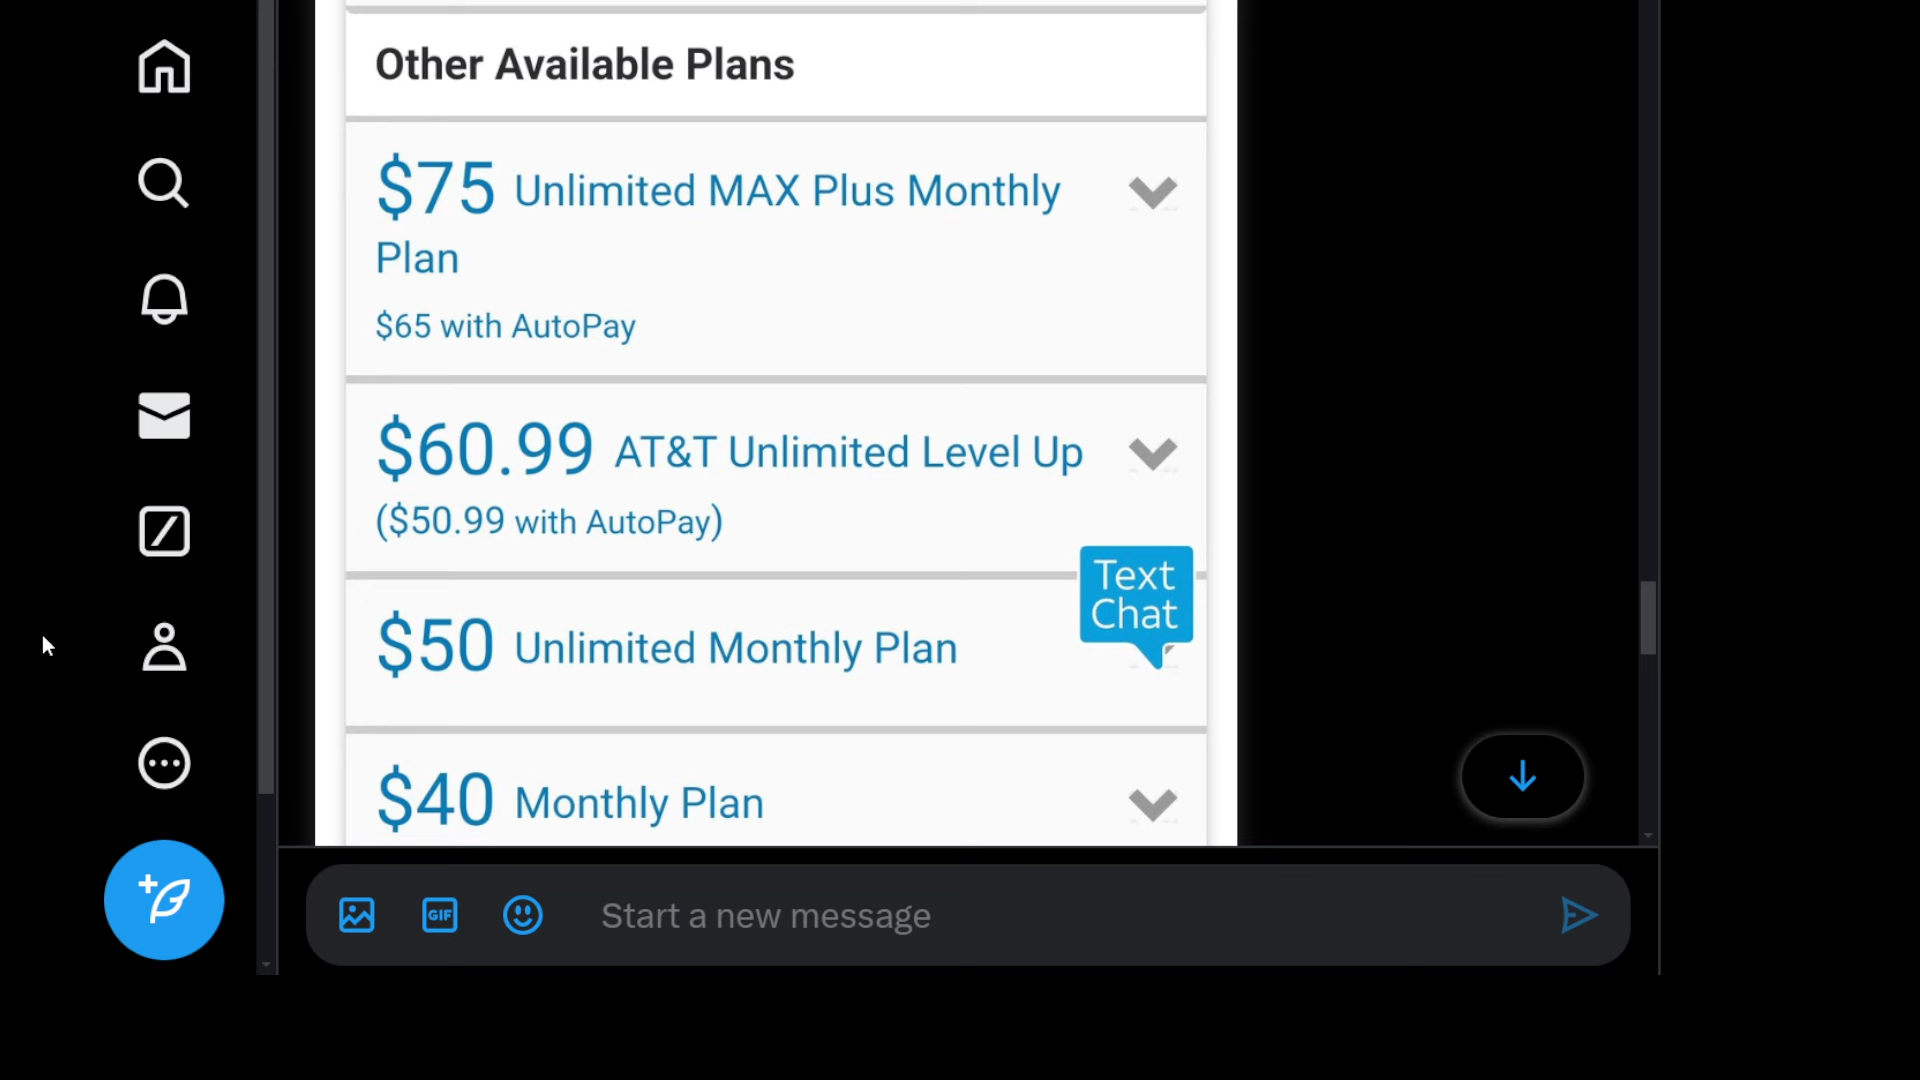 Other Available Plans
$75 Unlimited MAX Plus Monthly
Plan
$65 with AutoPay
$60.99 AT&T Unlimited Level Up
($50.99 with AutoPay)
Text
Chat
$50 Unlimited Monthly Plan
$40 Monthly Plan
GIF
Start a new message